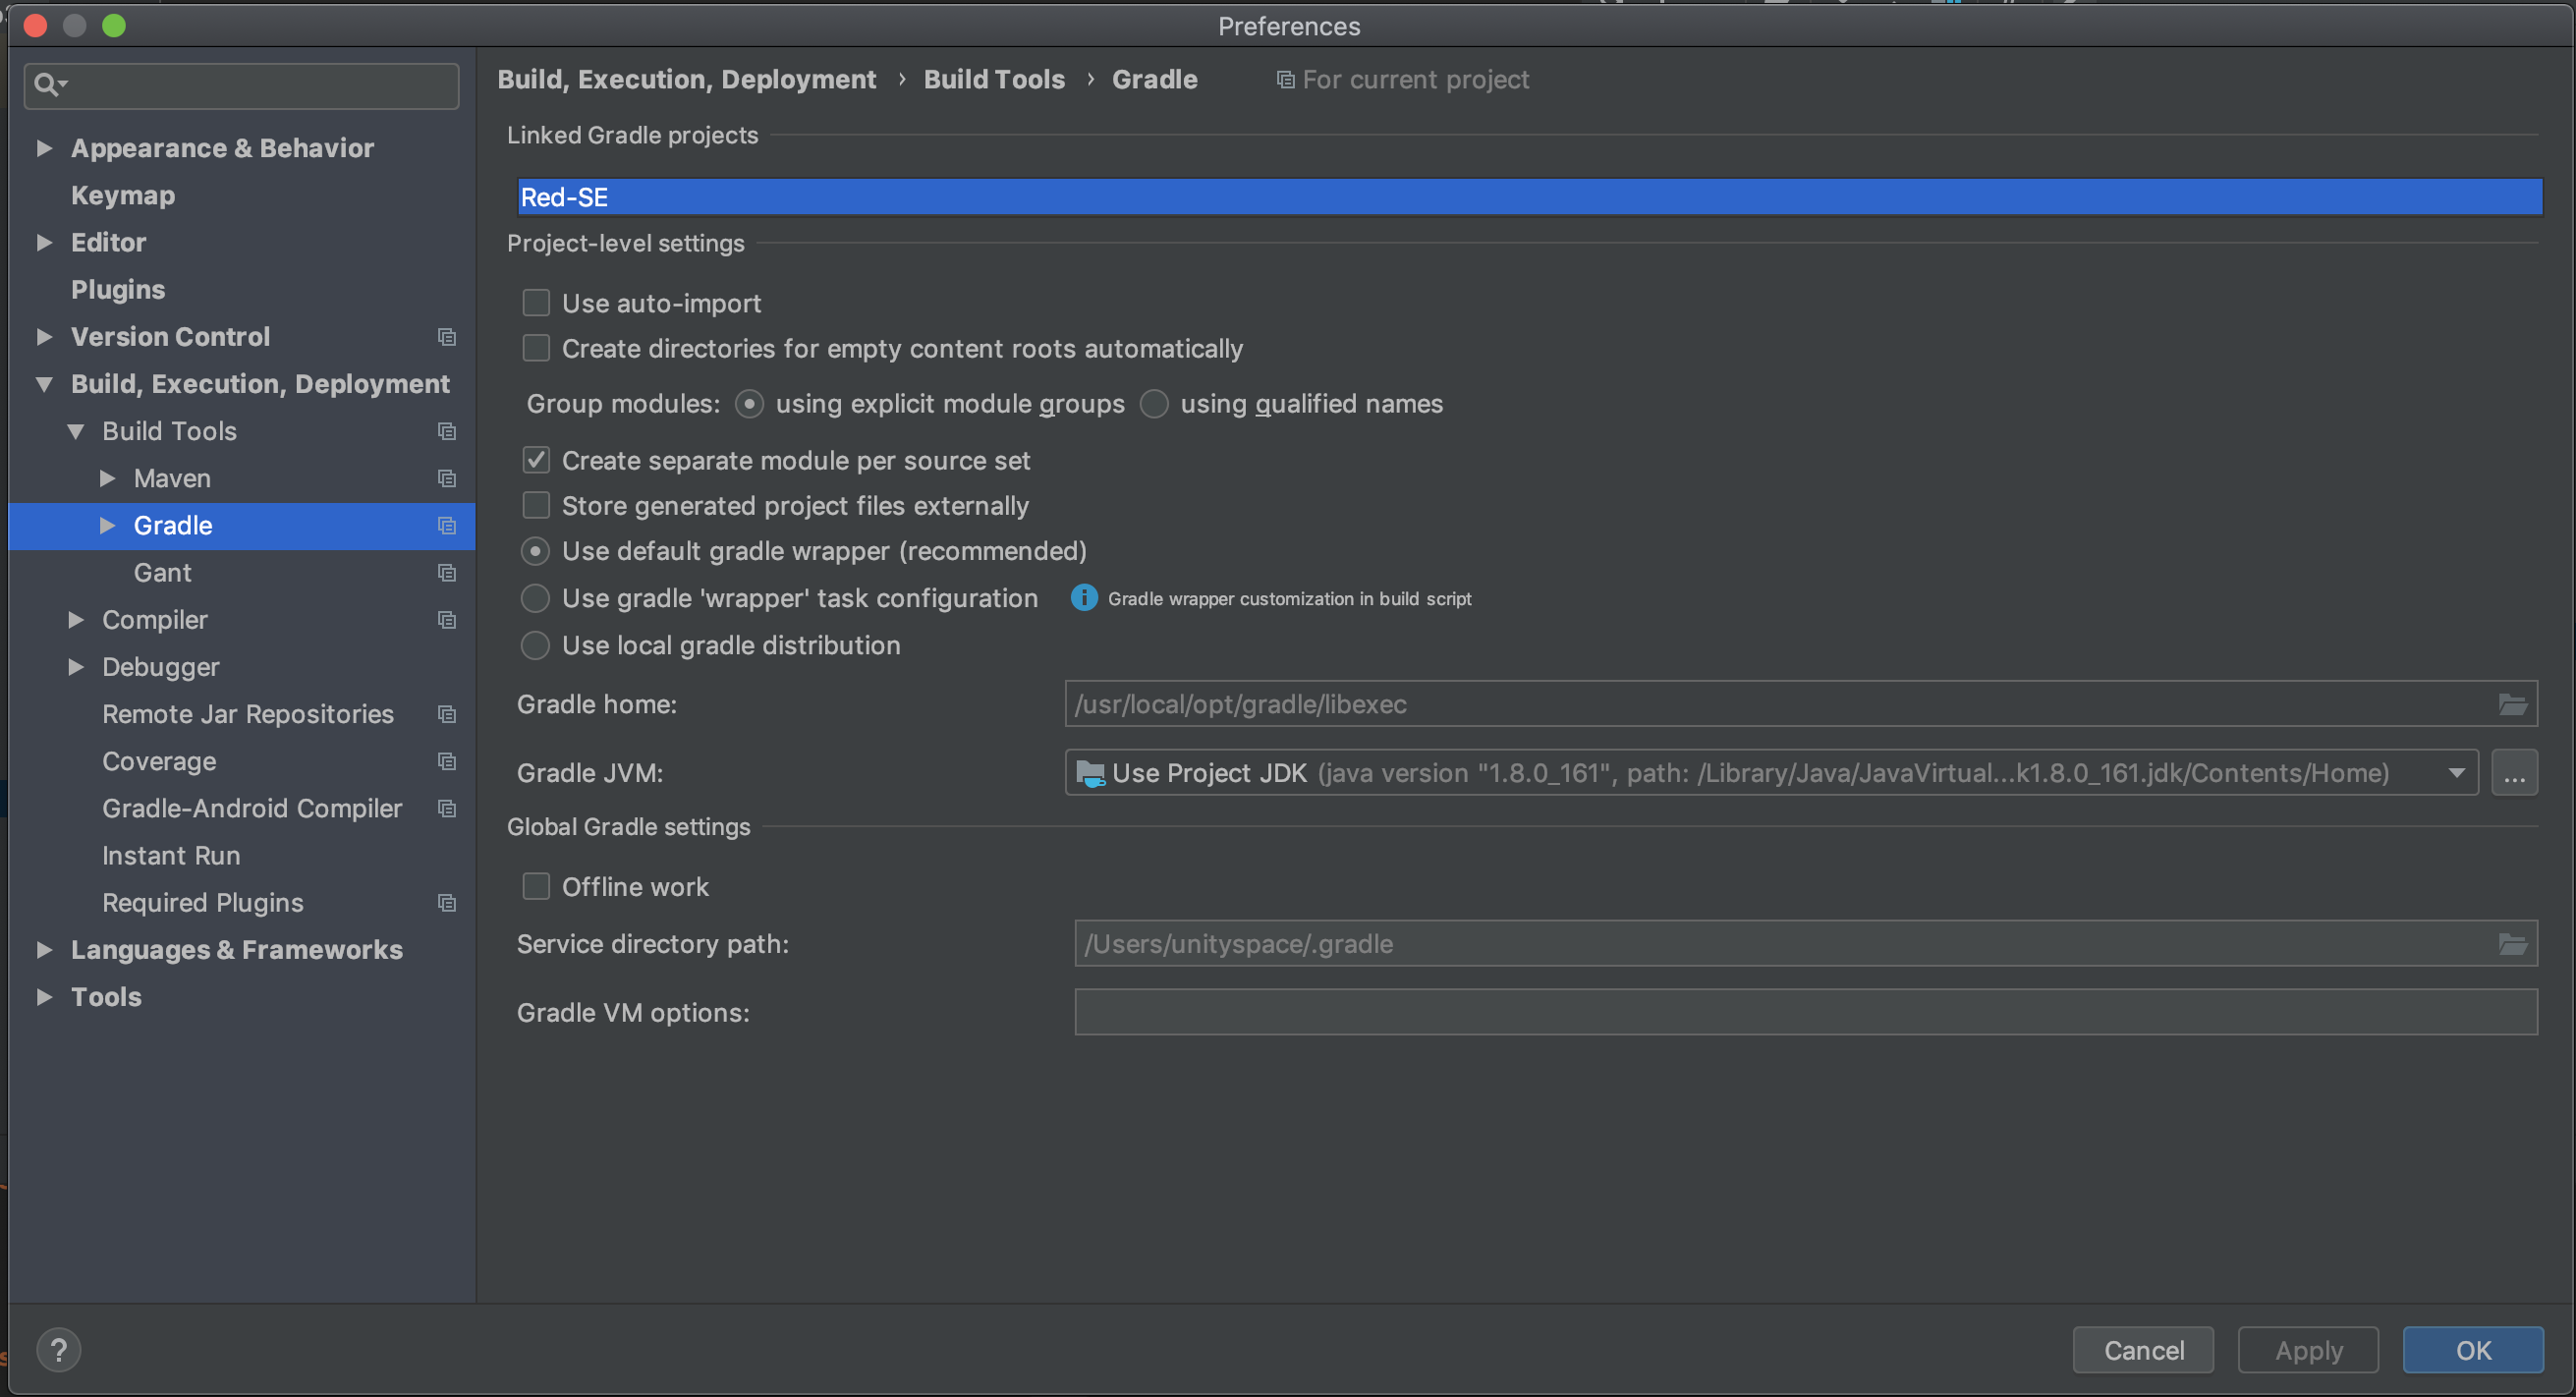 Preferences
Appearance & Behavior
Keymap
Editor
Plugins
Version Control
Build, Execution, Deployment
Build Tools
Maven
Gradle
Gant
Compiler
Debugger
Remote Jar Repositories
Coverage
Gradle-Android Compiler
Instant Run
Required Plugins
Languages & Frameworks
Tools
Build, Execution, Deployment › Build Tools › Gradle For current project
Linked Gradle projects
Red-SE
Project-level settings
Use auto-import
Create directories for empty content roots automatically
Group modules: using explicit module groups using qualified names
Create separate module per source set
Store generated project files externally
Use default gradle wrapper (recommended)
Use gradle 'wrapper' task configuration Gradle wrapper customization in build script
Use local gradle distribution
Gradle home: /usr/local/opt/gradle/libexec
Gradle JVM: Use Project JDK (java version "1.8.0_161", path: /Library/Java/JavaVirtual...k1.8.0_161.jdk/Contents/Home) ...
Global Gradle settings
Offline work
Service directory path: /Users/unityspace/.gradle
Gradle VM options:
? Cancel Apply OK